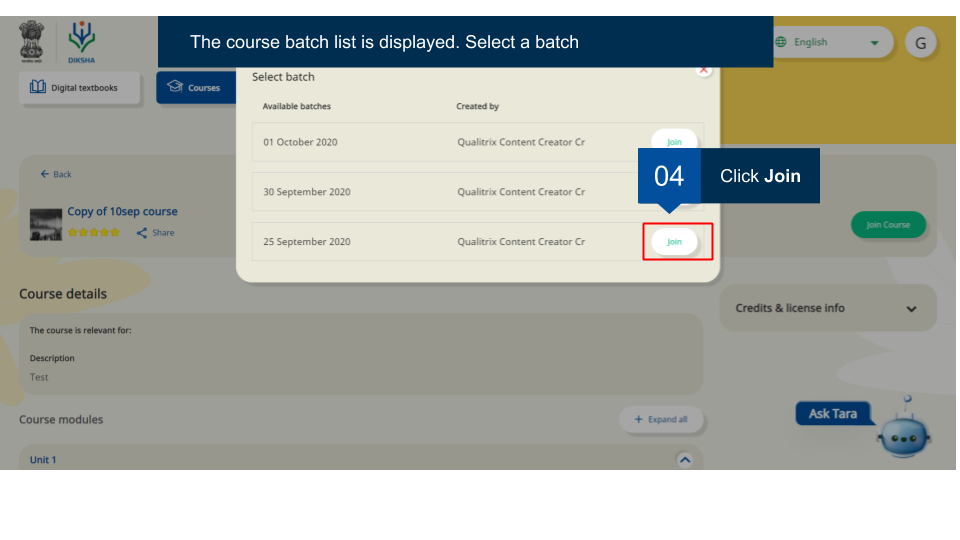 The course batch list is displayed. Select a batch
DIKSHA
English
G
Digital textbooks
Courses
Select batch
Available batches Created by
01 October 2020 Qualitrix Content Creator Cr Join
30 September 2020 Qualitrix Content Creator Cr
04 Click Join
25 September 2020 Qualitrix Content Creator Cr Join
Back
Copy of 10sep course
Share
Join Course
Course details
Credits & license info
The course is relevant for:
Description
Test
Course modules
+ Expand all
Ask Tara
Unit 1